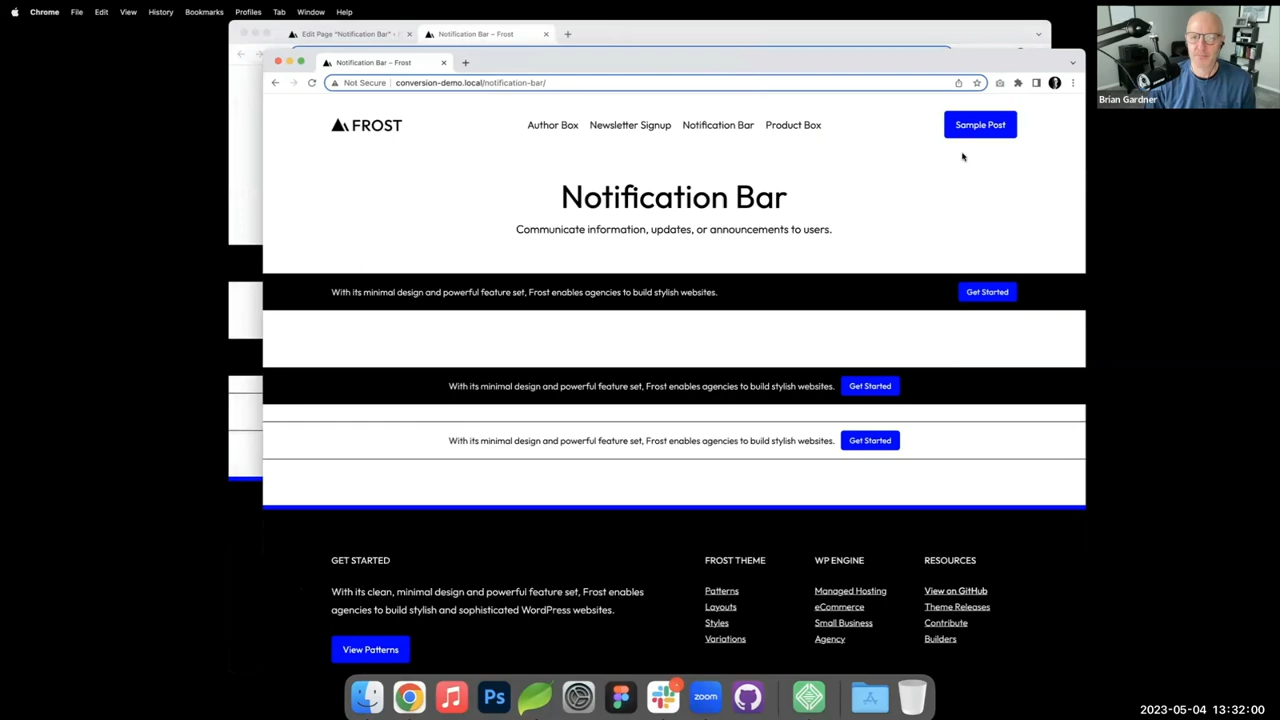 Chrome File Edit View History Bookmarks Profiles Tab Window Help
Edit Page "Notification Bar" ‹
Notification Bar – Frost
Notification Bar – Frost
Not Secure conversion-demo.local/notification-bar/
Brian Gardner
FROST
Author Box Newsletter Signup Notification Bar Product Box
Sample Post
Notification Bar
Communicate information, updates, or announcements to users.
With its minimal design and powerful feature set, Frost enables agencies to build stylish websites. Get Started
With its minimal design and powerful feature set, Frost enables agencies to build stylish websites. Get Started
With its minimal design and powerful feature set, Frost enables agencies to build stylish websites. Get Started
GET STARTED
With its clean, minimal design and powerful feature set, Frost enables
agencies to build stylish and sophisticated WordPress websites.
View Patterns
FROST THEME
Patterns
Layouts
Styles
Variations
WP ENGINE
Managed Hosting
eCommerce
Small Business
Agency
RESOURCES
View on GitHub
Theme Releases
Contribute
Builders
Ps
zoom
2023-05-04 13:32:00